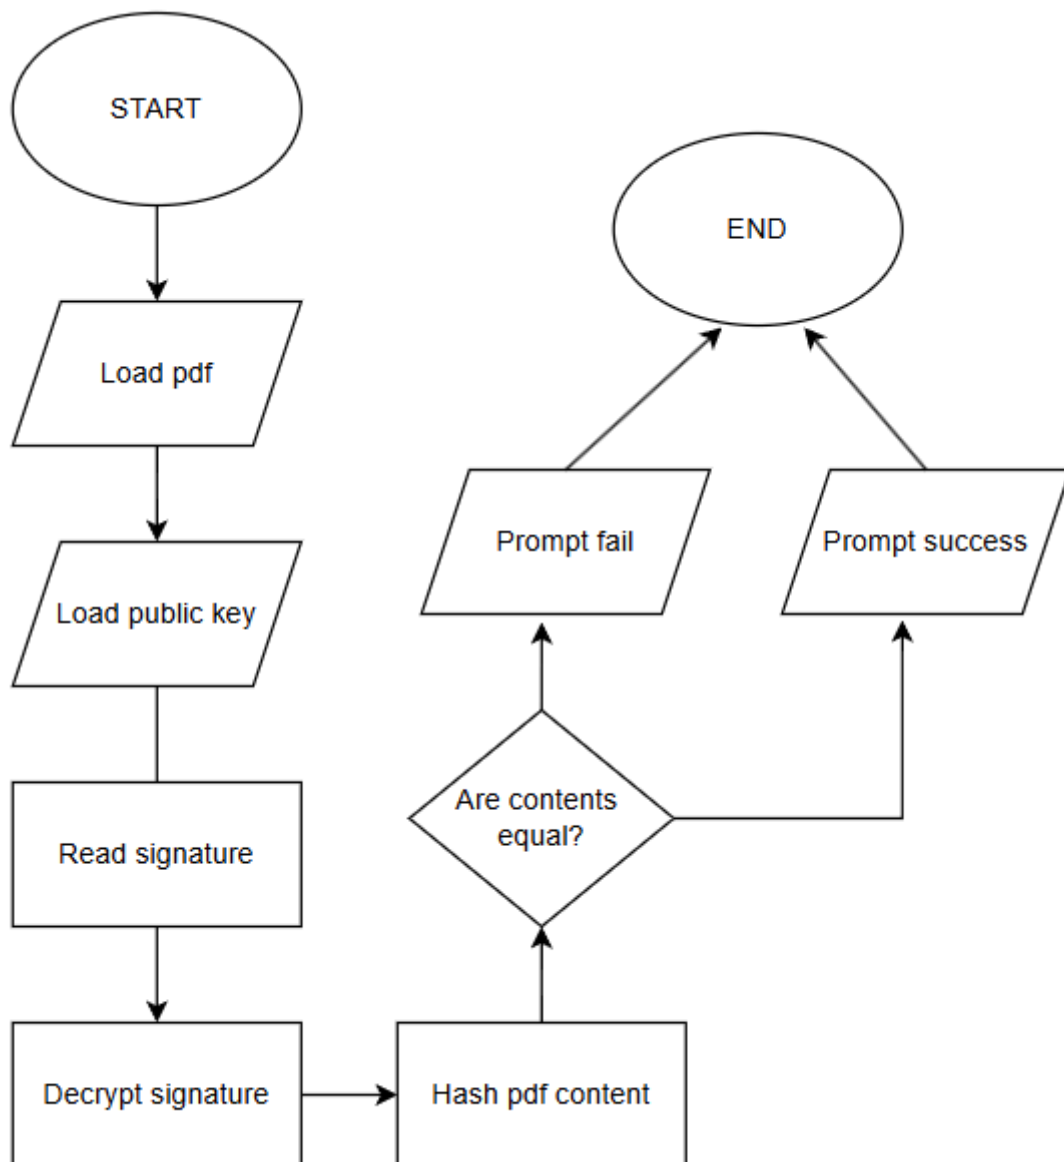 START
Load pdf
Load public key
Read signature
Decrypt signature
Hash pdf content
Are contents
equal?
Prompt fail
Prompt success
END